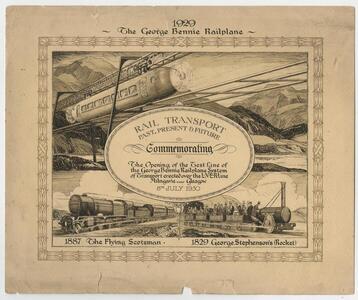 1929
~ The George Bennie Railplane ~
RAIL TRANSPORT
PAST, PRESENT & FUTURE
Commemorating
The Opening of the Test Line of
the George Bennie Railplane System
of Transport erected over the L.N.E.R. Line
Milngavie near Glasgow
8th JULY 1930
1887 The Flying Scotsman ·
1829 George Stephenson's (Rocket)